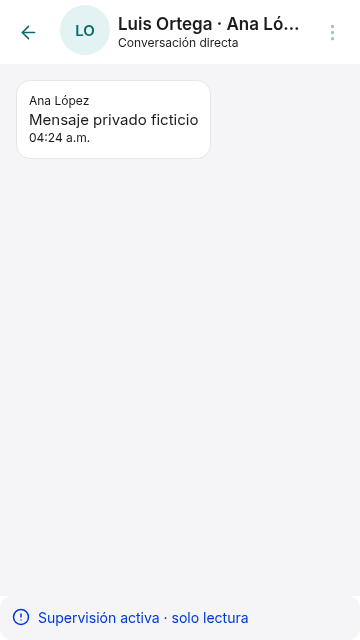 LO
Luis Ortega · Ana Ló...
Conversación directa
Ana López
Mensaje privado ficticio
04:24 a.m.
Supervisión activa · solo lectura